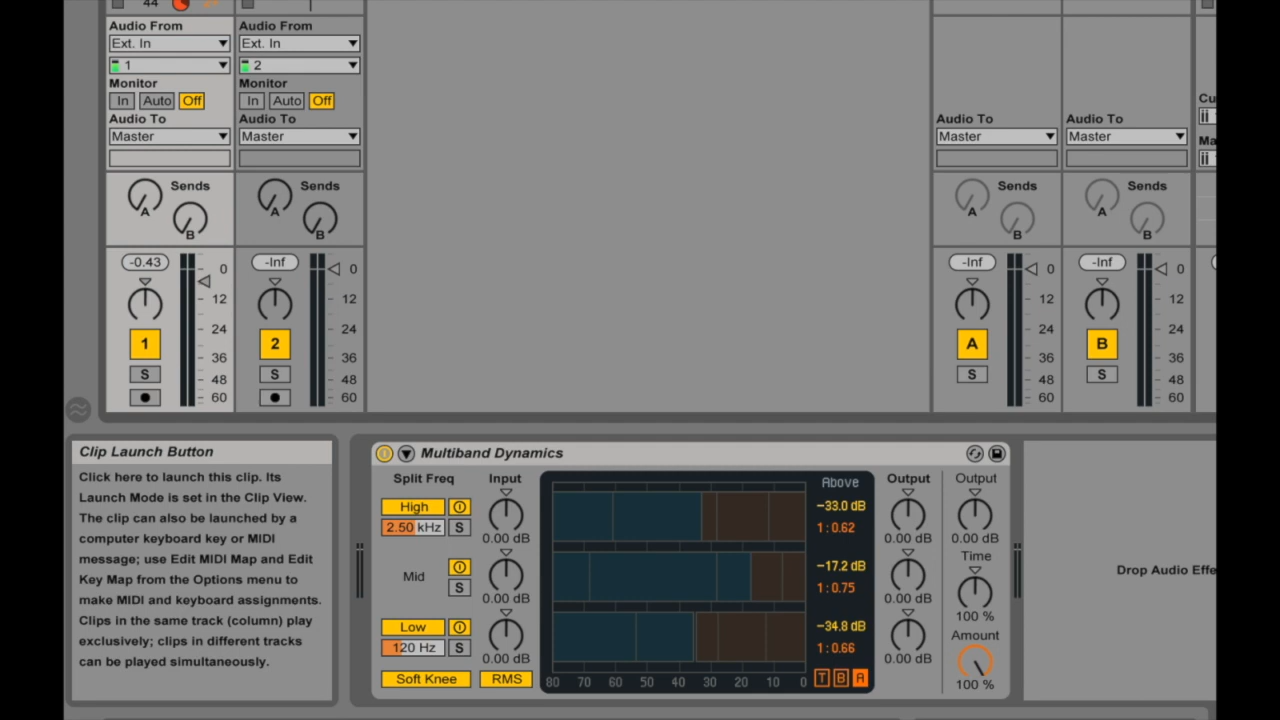 44
Audio From
Audio From
Ext. In
Ext. In
1
2
Monitor
Monitor
In Auto Off
In Auto Off
Audio To
Audio To
Audio To
Audio To
Master
Master
Master
Master
Sends
Sends
Sends
Sends
A
A
A
A
B
B
B
B
-0.43
-Inf
-Inf
-Inf
0
0
0
0
12
12
12
12
24
24
24
24
1
2
A
B
36
36
36
36
S
S
S
S
48
48
48
48
60
60
60
60
Clip Launch Button
Click here to launch this clip. Its
Launch Mode is set in the Clip View.
The clip can also be launched by a
computer keyboard key or MIDI
message; use Edit MIDI Map and Edit
Key Map from the Options menu to
make MIDI and keyboard assignments.
Clips in the same track (column) play
exclusively; clips in different tracks
can be played simultaneously.
Multiband Dynamics
Split Freq
Input
Above
Output
Output
High
-33.0 dB
2.50 kHz
S
1 : 0.62
0.00 dB
0.00 dB
0.00 dB
Time
Mid
-17.2 dB
S
1 : 0.75
0.00 dB
0.00 dB
100 %
Low
-34.8 dB
Amount
120 Hz
S
1 : 0.66
0.00 dB
0.00 dB
Soft Knee
RMS
80 70 60 50 40 30 20 10 0
T B A
100 %
Drop Audio Effe